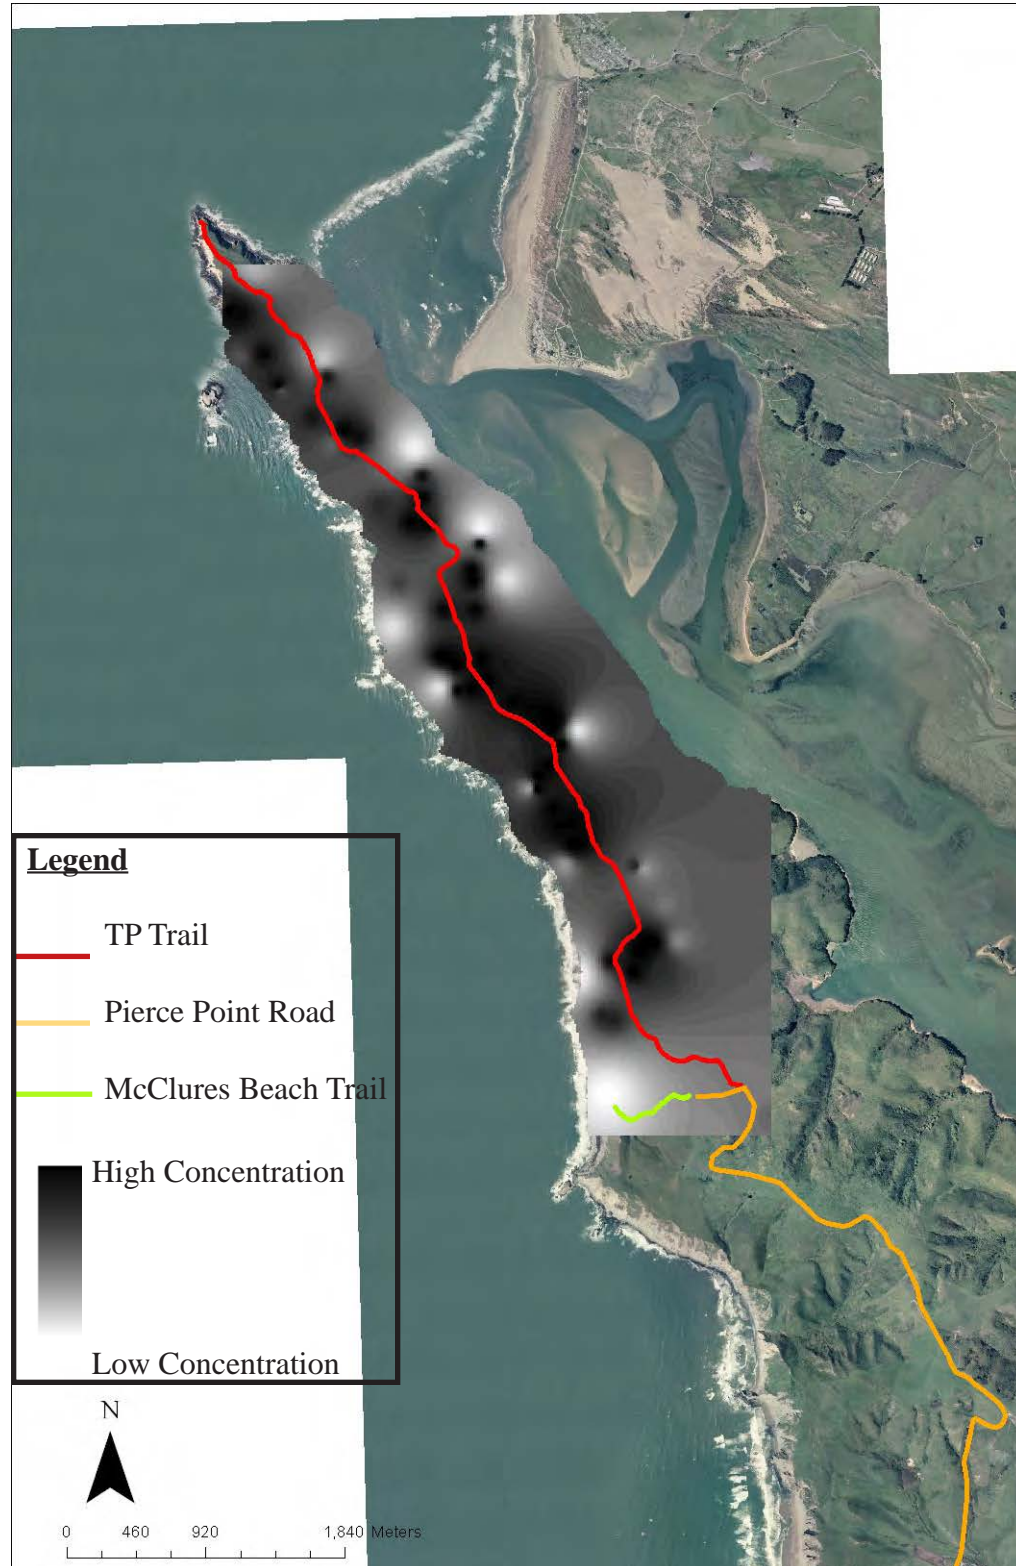 Legend
TP Trail
Pierce Point Road
McClures Beach Trail
High Concentration
Low Concentration
N
0 460 920 1,840 Meters